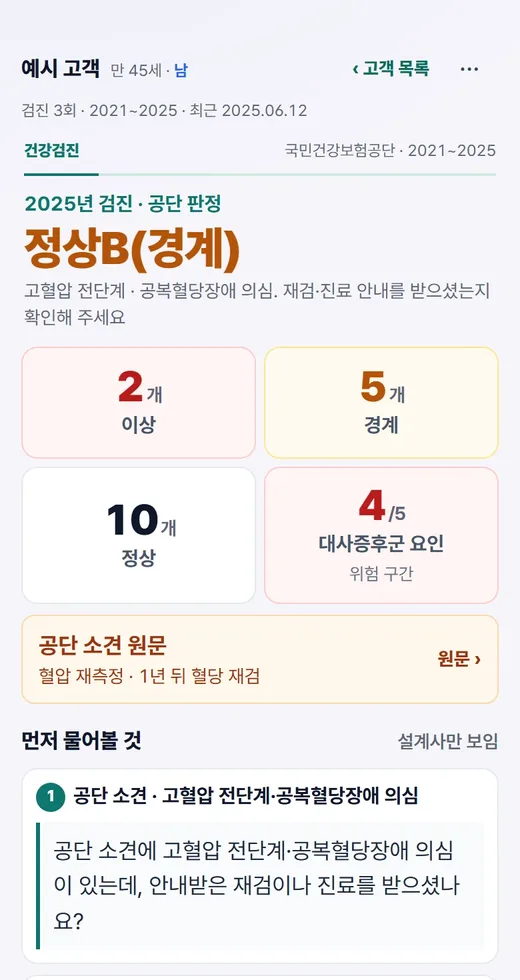 예시 고객 만 45세 · 남 ‹ 고객 목록 ···
검진 3회 · 2021~2025 · 최근 2025.06.12
건강검진 국민건강보험공단 · 2021~2025
2025년 검진 · 공단 판정
정상B(경계)
고혈압 전단계 · 공복혈당장애 의심. 재검·진료 안내를 받으셨는지
확인해 주세요
2개 5개
이상 경계
10개 4/5
정상 대사증후군 요인
위험 구간
공단 소견 원문
혈압 재측정 · 1년 뒤 혈당 재검 원문 ›
먼저 물어볼 것 설계사만 보임
1 공단 소견 · 고혈압 전단계·공복혈당장애 의심
공단 소견에 고혈압 전단계·공복혈당장애 의심
이 있는데, 안내받은 재검이나 진료를 받으셨나
요?